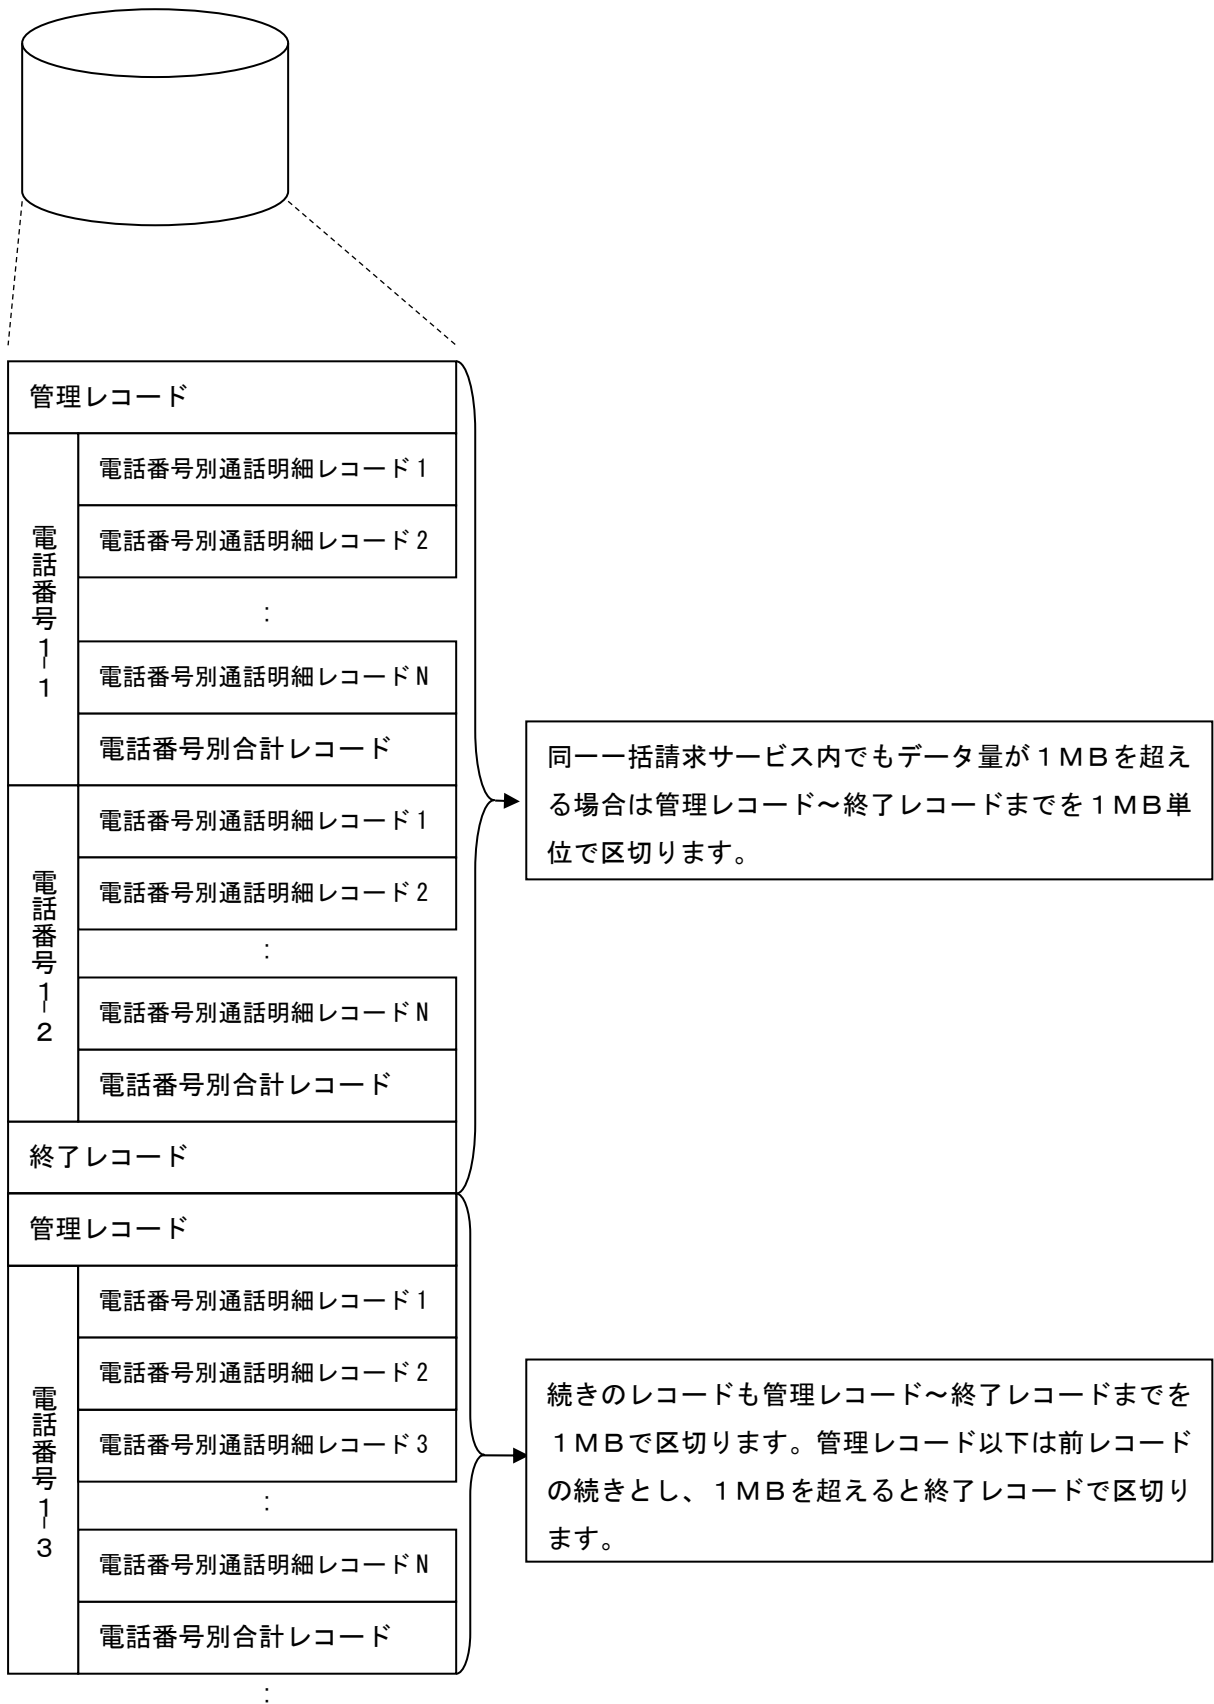 管理レコード
電話番号１－１
電話番号別通話明細レコード1
電話番号別通話明細レコード2
：
電話番号別通話明細レコードN
電話番号別合計レコード
電話番号１－２
電話番号別通話明細レコード1
電話番号別通話明細レコード2
：
電話番号別通話明細レコードN
電話番号別合計レコード
終了レコード
同一一括請求サービス内でもデータ量が１ＭＢを超え
る場合は管理レコード～終了レコードまでを１ＭＢ単
位で区切ります。
管理レコード
電話番号１－３
電話番号別通話明細レコード1
電話番号別通話明細レコード2
電話番号別通話明細レコード3
：
電話番号別通話明細レコードN
電話番号別合計レコード
：
続きのレコードも管理レコード～終了レコードまでを
１ＭＢで区切ります。管理レコード以下は前レコード
の続きとし、１ＭＢを超えると終了レコードで区切り
ます。